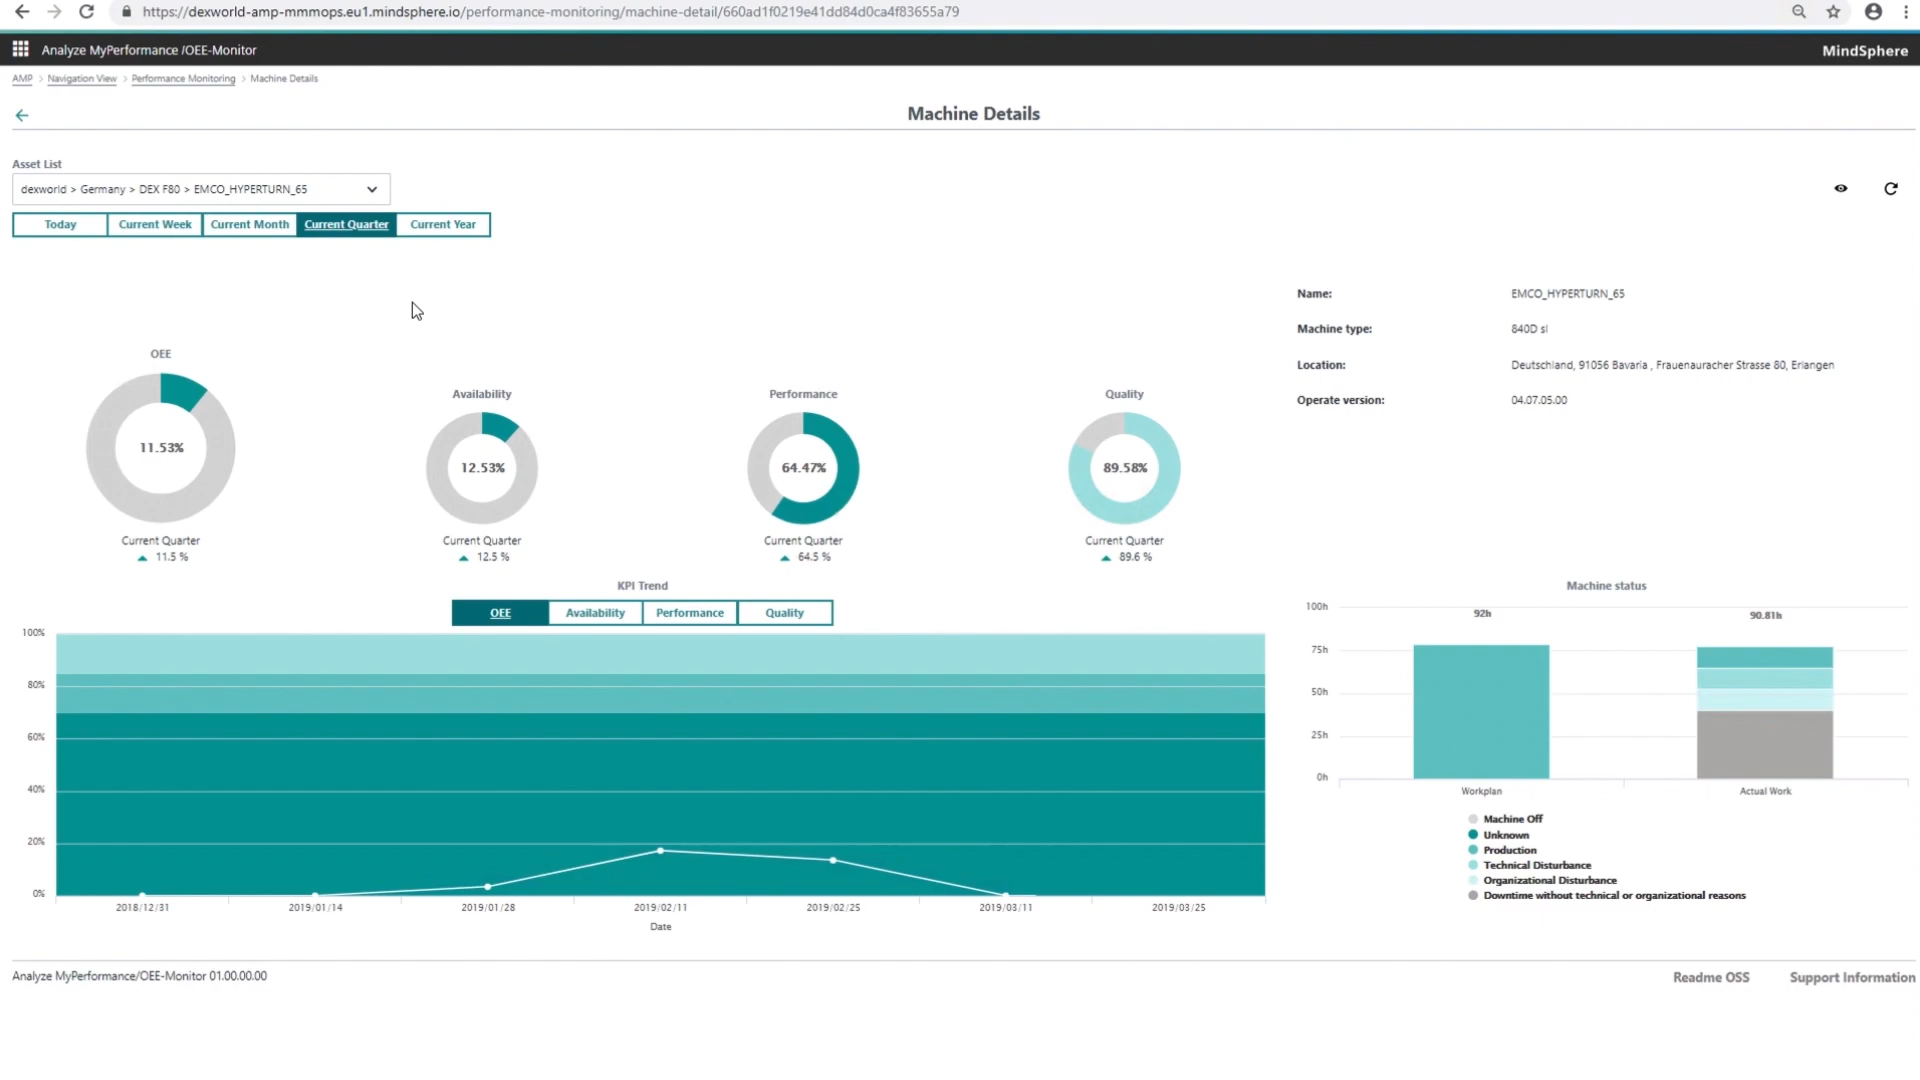 https://dexworld-amp-mmmops.eu1.mindsphere.io/performance-monitoring/machine-detail/660ad1f0219e41dd84d0ca4f83655a79
Analyze MyPerformance /OEE-Monitor
MindSphere
AMP > Navigation View > Performance Monitoring > Machine Details
Machine Details
Asset List
dexworld > Germany > DEX F80 > EMCO_HYPERTURN_65
Today Current Week Current Month Current Quarter Current Year
Name: EMCO_HYPERTURN_65
Machine type: 840D sl
Location: Deutschland, 91056 Bavaria , Frauenauracher Strasse 80, Erlangen
Operate version: 04.07.05.00
OEE
11.53%
Current Quarter
11.5 %
Availability
12.53%
Current Quarter
12.5 %
Performance
64.47%
Current Quarter
64.5 %
Quality
89.58%
Current Quarter
89.6 %
KPI Trend
OEE Availability Performance Quality
100%
80%
60%
40%
20%
0%
2018/12/31 2019/01/14 2019/01/28 2019/02/11 2019/02/25 2019/03/11 2019/03/25
Date
Machine status
100h
75h
50h
25h
0h
92h 90.81h
Workplan Actual Work
Machine Off
Unknown
Production
Technical Disturbance
Organizational Disturbance
Downtime without technical or organizational reasons
Analyze MyPerformance/OEE-Monitor 01.00.00.00
Readme OSS Support Information